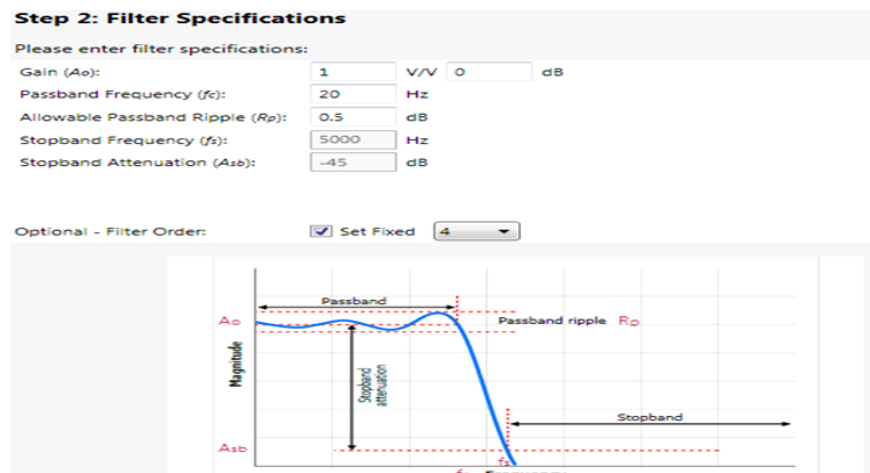 Step 2: Filter Specifications
Please enter filter specifications:
Gain (Ao): 1 V/V 0 dB
Passband Frequency (fc): 20 Hz
Allowable Passband Ripple (Rp): 0.5 dB
Stopband Frequency (fs): 5000 Hz
Stopband Attenuation (Asb): -45 dB
Optional - Filter Order: Set Fixed 4
Passband
Ao
Passband ripple Rp
Magnitude
Stopband
attenuation
Stopband
Asb
fs